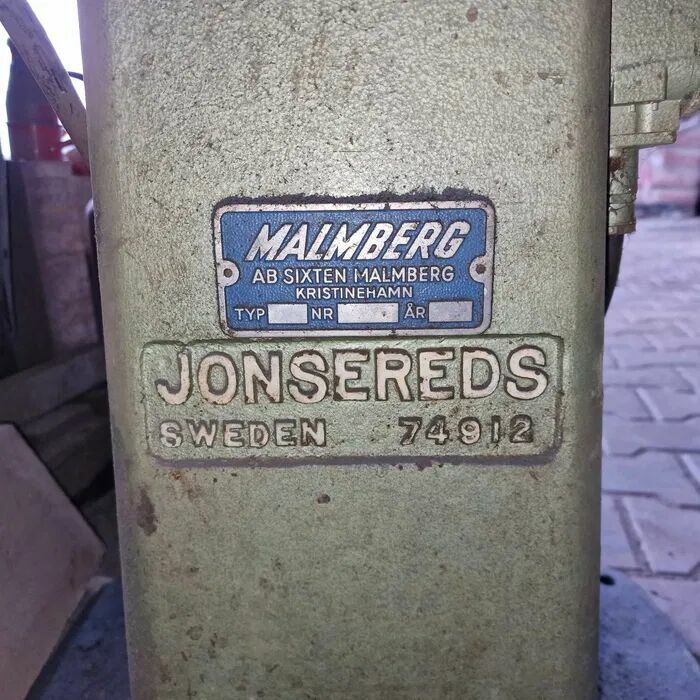 MALMBERG
AB SIXTEN MALMBERG
KRISTINEHAMN
TYP NR ÅR
JONSEREDS
SWEDEN 74912